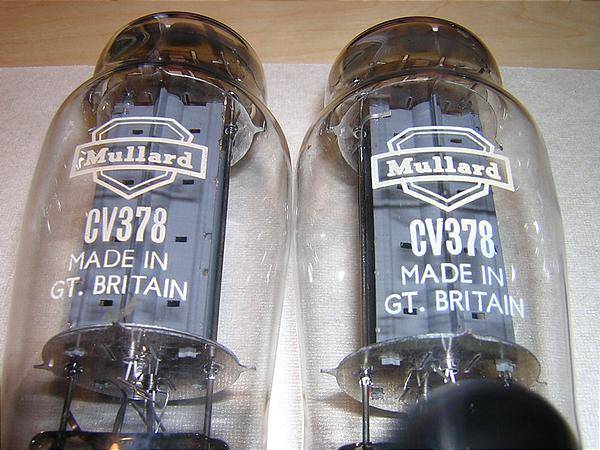 Mullard
CV378
MADE IN
GT. BRITAIN
Mullard
CV378
MADE IN
GT. BRITAIN